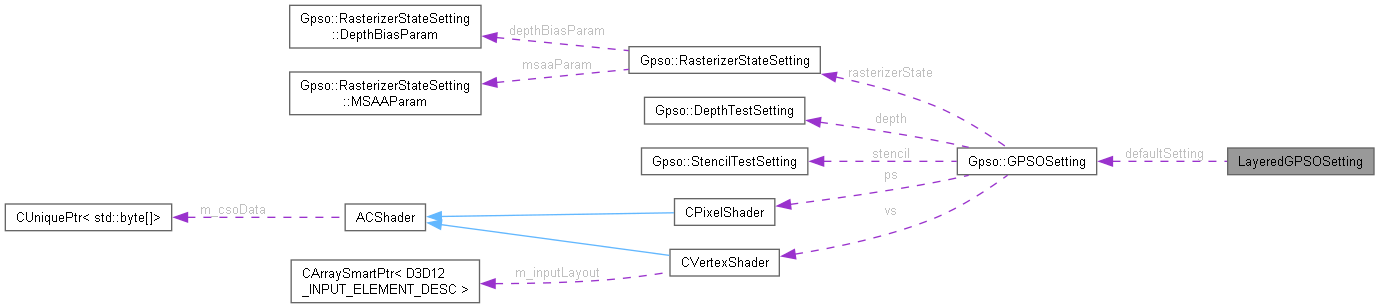 Gpso::RasterizerStateSetting
::DepthBiasParam
depthBiasParam
Gpso::RasterizerStateSetting
msaaParam
Gpso::RasterizerStateSetting
::MSAAParam
rasterizerState
Gpso::DepthTestSetting
depth
Gpso::StencilTestSetting
stencil
Gpso::GPSOSetting
defaultSetting
LayeredGPSOSetting
ps
CUniquePtr< std::byte[]>
m_csoData
ACShader
CPixelShader
vs
CVertexShader
CArraySmartPtr< D3D12
_INPUT_ELEMENT_DESC >
m_inputLayout